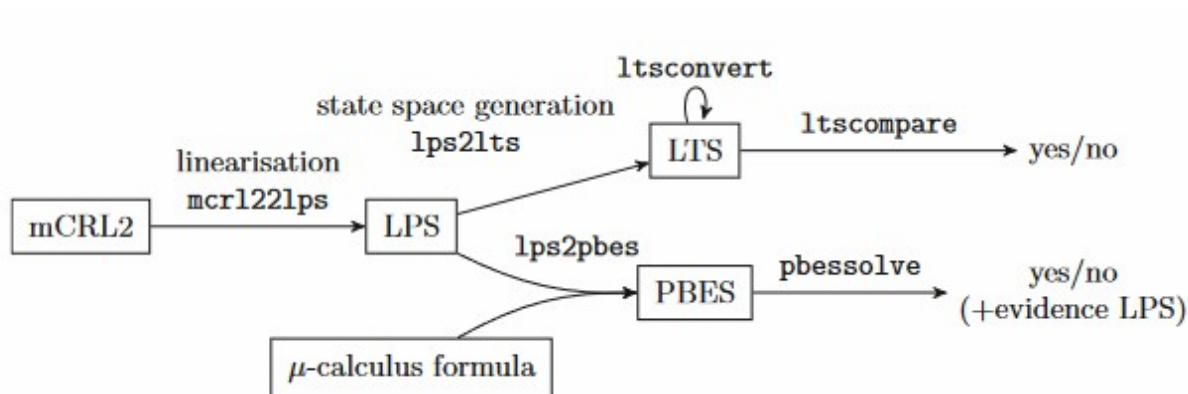 ltsconvert
state space generation
lps2lts
LTS
ltscompare
yes/no
linearisation
mcrl22lps
mCRL2
LPS
lps2pbes
PBES
pbessolve
yes/no
(+evidence LPS)
μ-calculus formula